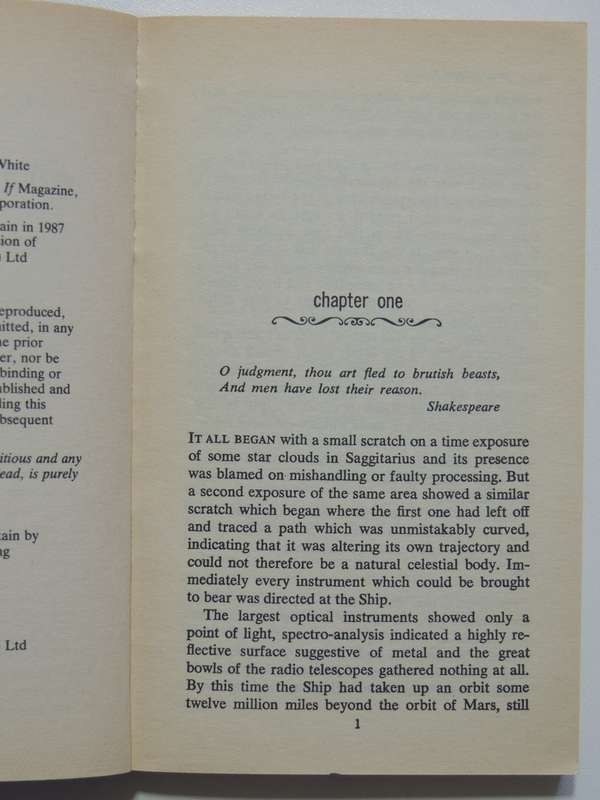 White
If Magazine,
poration.
ain in 1987
ion of
) Ltd
eproduced,
mitted, in any
ne prior
er, nor be
binding or
ublished and
ding this
ubsequent
titious and any
ead, is purely
tain by
ng
Ltd
chapter one
O judgment, thou art fled to brutish beasts,
And men have lost their reason.
Shakespeare
IT ALL BEGAN with a small scratch on a time exposure
of some star clouds in Saggitarius and its presence
was blamed on mishandling or faulty processing. But
a second exposure of the same area showed a similar
scratch which began where the first one had left off
and traced a path which was unmistakably curved,
indicating that it was altering its own trajectory and
could not therefore be a natural celestial body. Im-
mediately every instrument which could be brought
to bear was directed at the Ship.
The largest optical instruments showed only a
point of light, spectro-analysis indicated a highly re-
flective surface suggestive of metal and the great
bowls of the radio telescopes gathered nothing at all.
By this time the Ship had taken up an orbit some
twelve million miles beyond the orbit of Mars, still
1